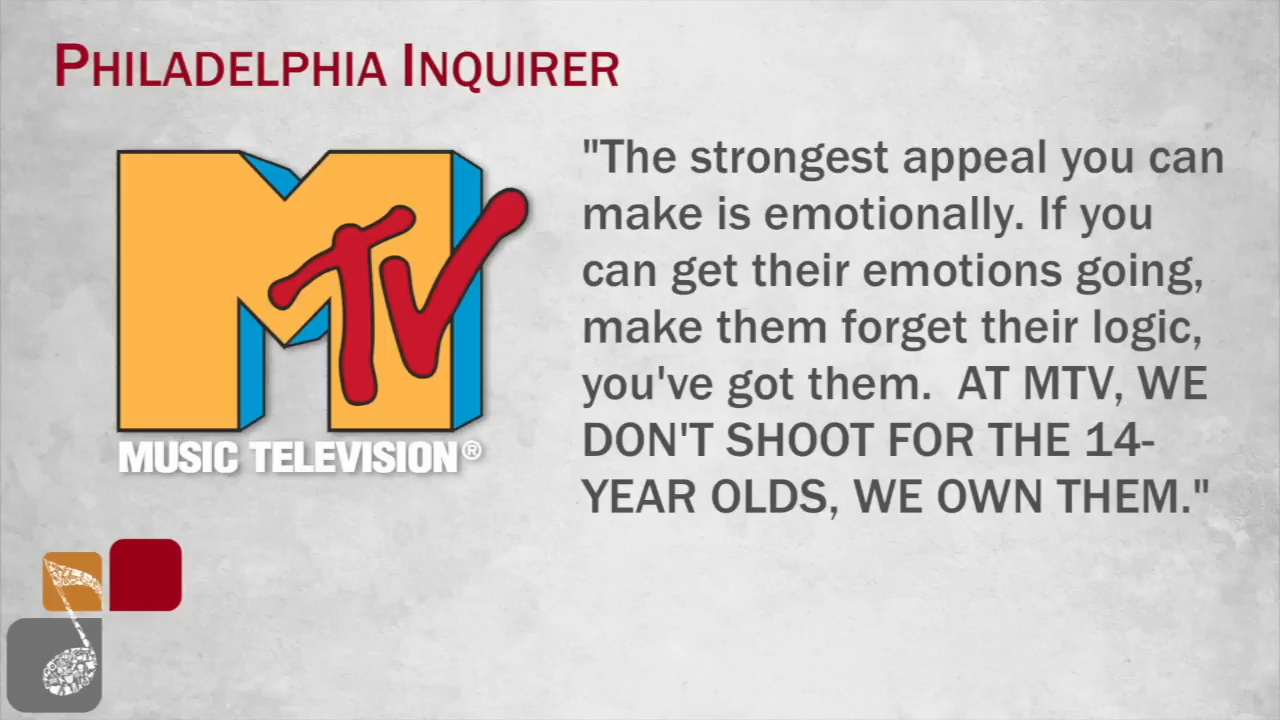 PHILADELPHIA INQUIRER
MTV
MUSIC TELEVISION®
"The strongest appeal you can
make is emotionally. If you
can get their emotions going,
make them forget their logic,
you've got them.  AT MTV, WE
DON'T SHOOT FOR THE 14-
YEAR OLDS, WE OWN THEM."